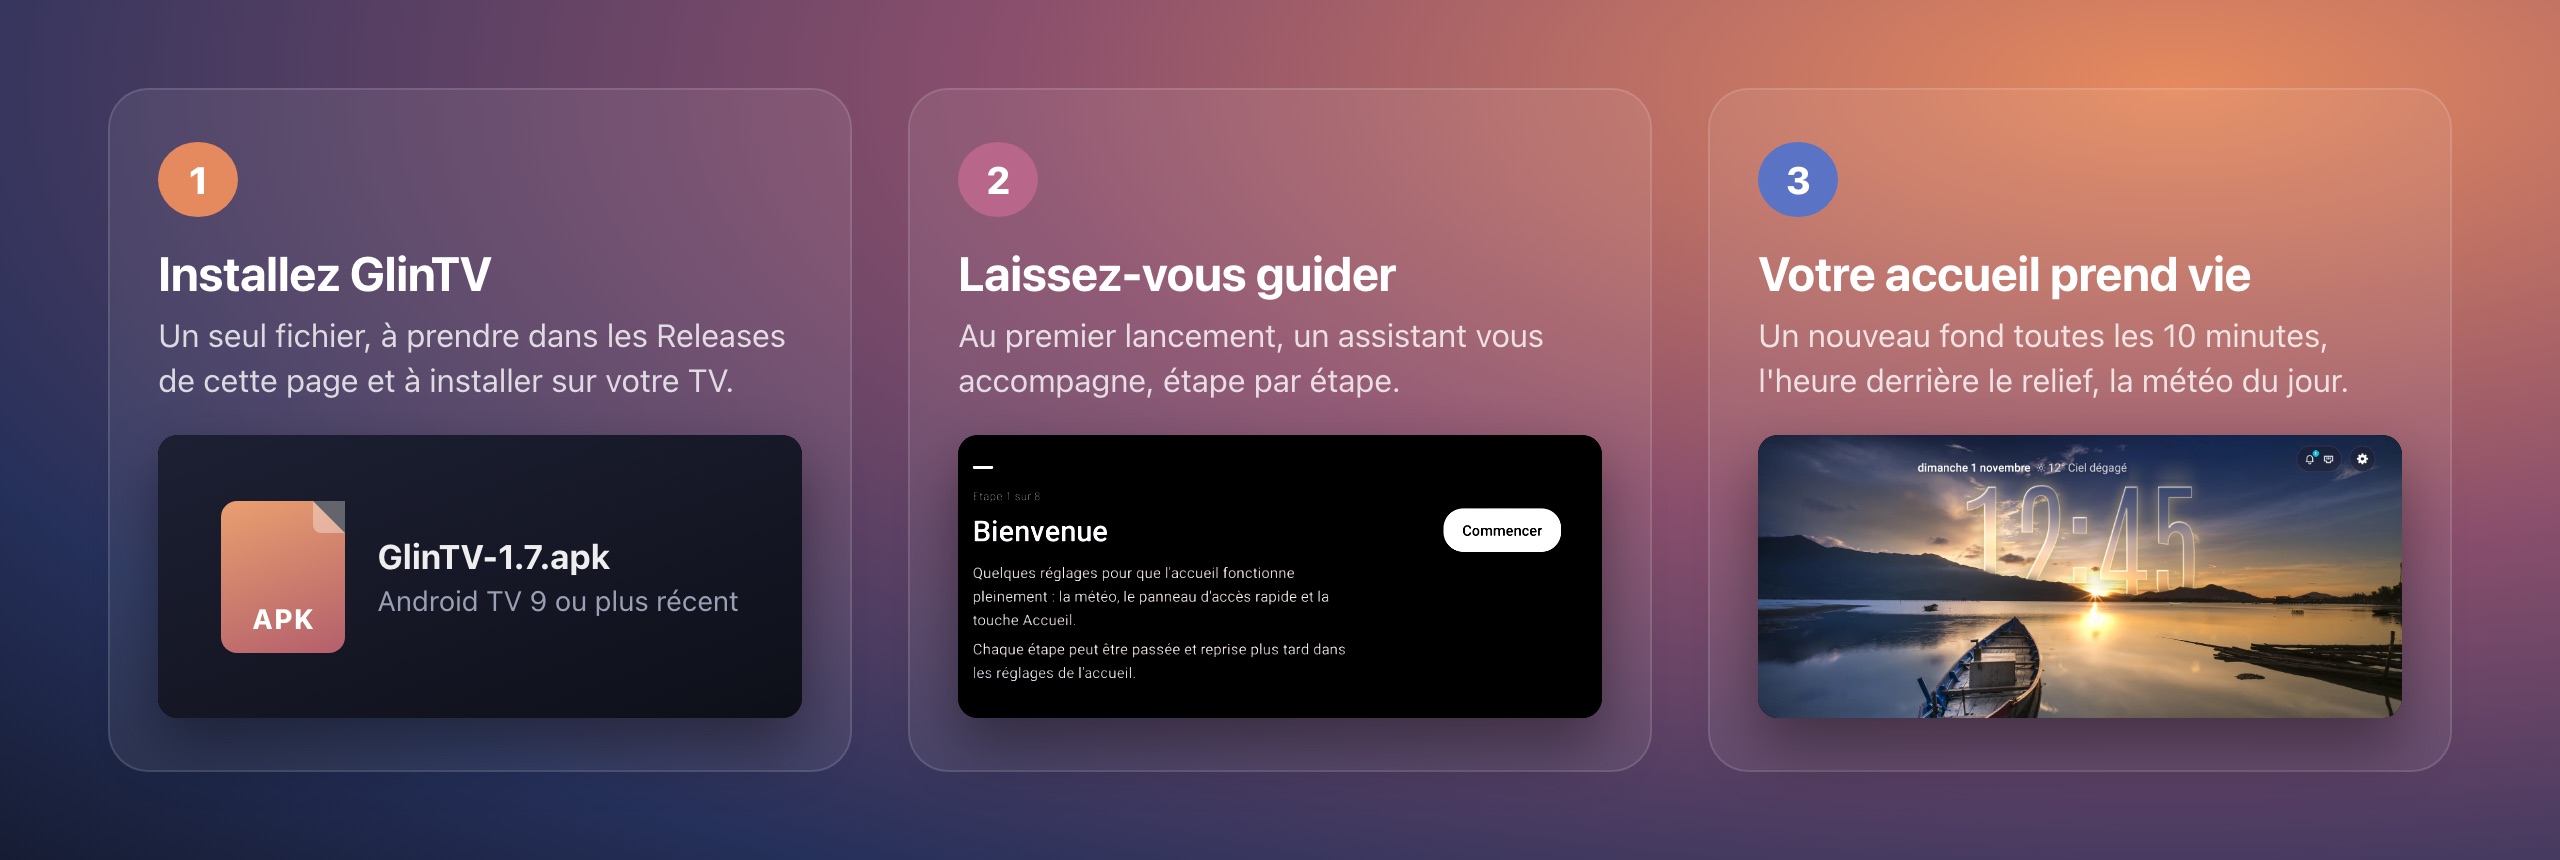 1
Installez GlinTV
Un seul fichier, à prendre dans les Releases
de cette page et à installer sur votre TV.
APK
GlinTV-1.7.apk
Android TV 9 ou plus récent
2
Laissez-vous guider
Au premier lancement, un assistant vous
accompagne, étape par étape.
Etape 1 sur 8
Bienvenue
Commencer
Quelques réglages pour que l'accueil fonctionne
pleinement : la météo, le panneau d'accès rapide et la
touche Accueil.
Chaque étape peut être passée et reprise plus tard dans
les réglages de l'accueil.
3
Votre accueil prend vie
Un nouveau fond toutes les 10 minutes,
l'heure derrière le relief, la météo du jour.
dimanche 1 novembre 12° Ciel dégagé
12:45